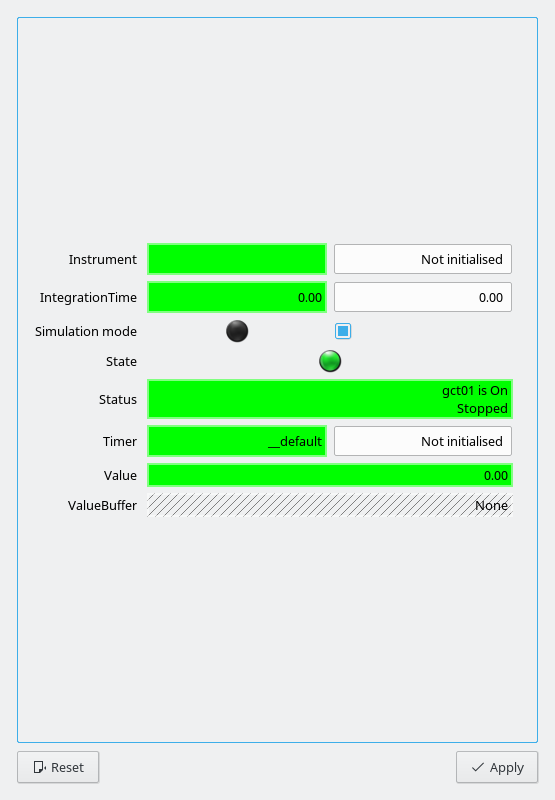 Instrument Not initialised
IntegrationTime 0.00 0.00
Simulation mode
State
Status gct01 is On
Stopped
Timer __default Not initialised
Value 0.00
ValueBuffer None
Reset Apply